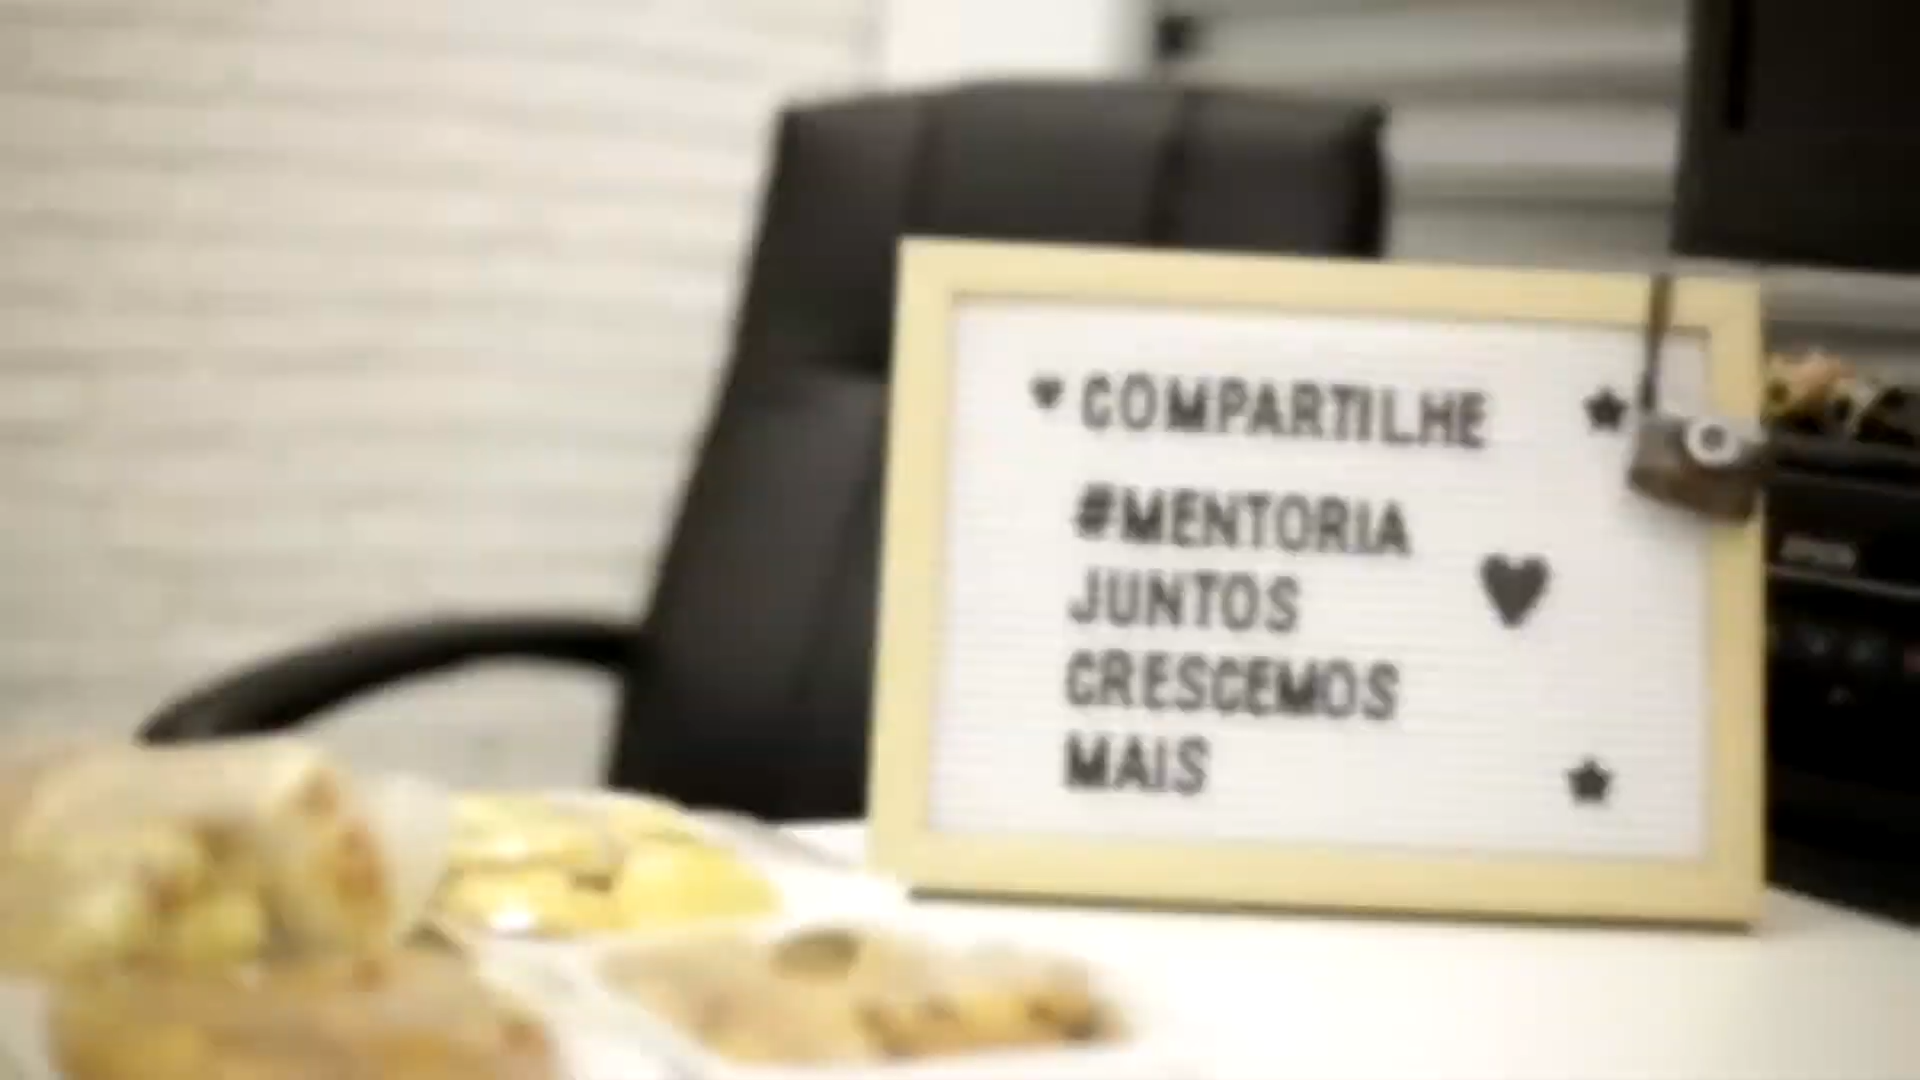 COMPARTILHE
#MENTORIA
JUNTOS
CRESCEMOS
MAIS